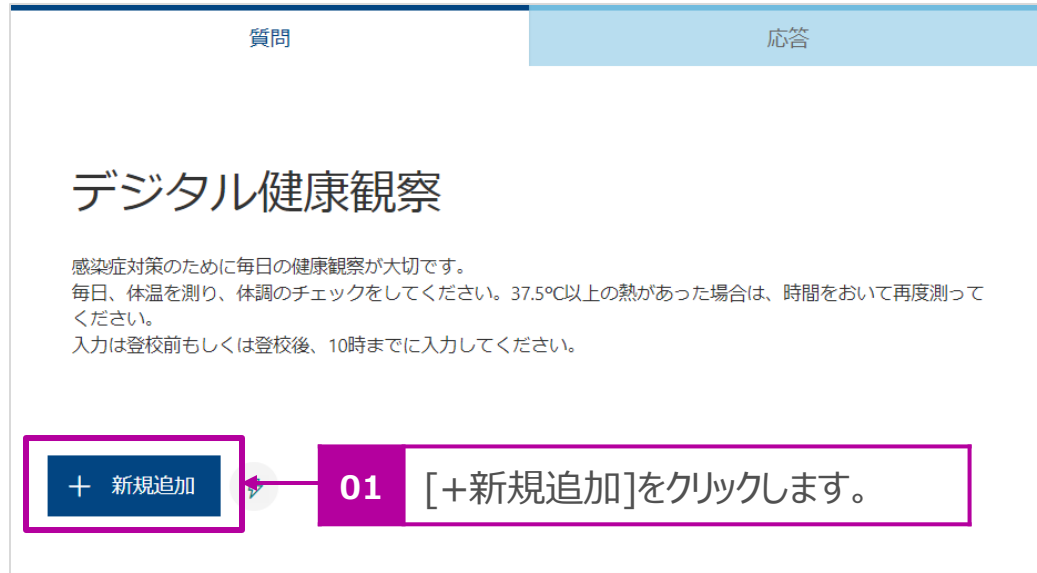 質問
応答
デジタル健康観察
感染症対策のために毎日の健康観察が大切です。
毎日、体温を測り、体調のチェックをしてください。37.5℃以上の熱があった場合は、時間をおいて再度測って
ください。
入力は登校前もしくは登校後、10時までに入力してください。
＋ 新規追加
01 [+新規追加]をクリックします。